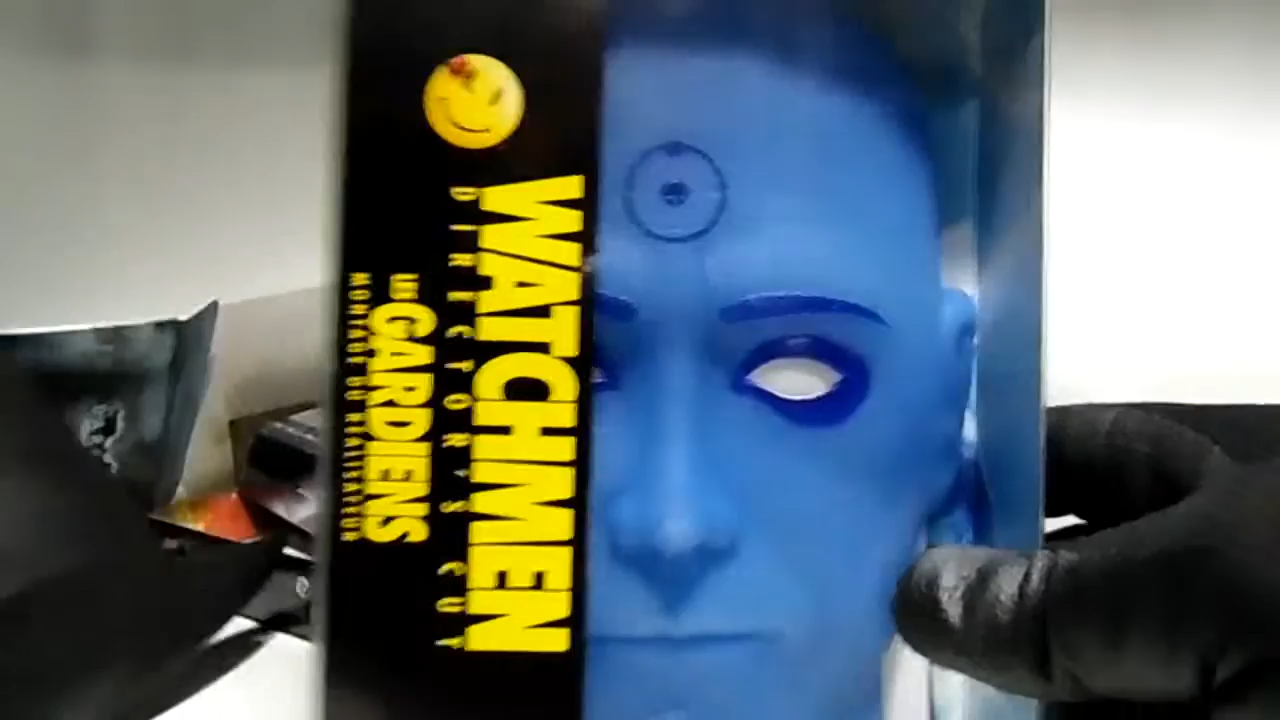 WATCHMEN
DIRECTOR'S CUT
LES GARDIENS
MONTAGE DU RÉALISATEUR